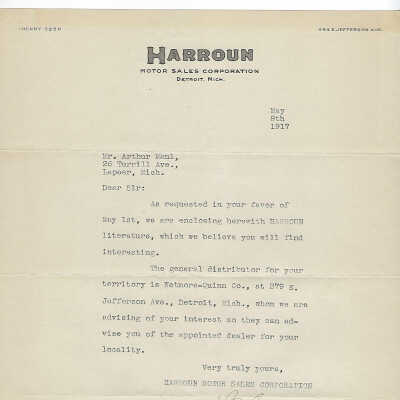 HARROUN
MOTOR SALES CORPORATION
DETROIT, MICH.
May
8th
1917
Mr. Arthur
26 Turrill Ave.,
Lapeer, Mich.
Dear Sir:
As requested in your favor of
May 1st, we are enclosing herewith HARROUN
literature, which we believe you will find
interesting.
The general distributor for your
territory is Wetmore-Quinn Co., at 279 E.
Jefferson Ave., Detroit, Mich., whom we are
advising of your interest so they can ad-
vise you of the appointed dealer for your
locality.
Very truly yours,
HARROUN MOTOR SALES CORPORATION